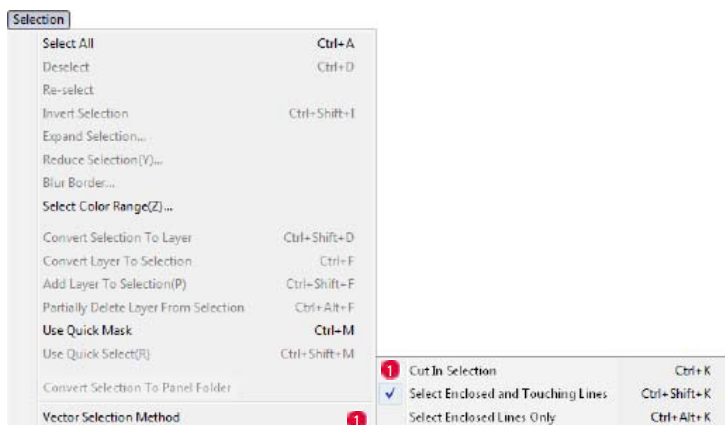 Selection
Select All Ctrl+A
Deselect Ctrl+D
Re-select
Invert Selection Ctrl+Shift+I
Expand Selection...
Reduce Selection(Y)...
Blur Border...
Select Color Range(Z)...
Convert Selection To Layer Ctrl+Shift+D
Convert Layer To Selection Ctrl+F
Add Layer To Selection(P) Ctrl+Shift+F
Partially Delete Layer From Selection Ctrl+Alt+F
Use Quick Mask Ctrl+M
Use Quick Select(R) Ctrl+Shift+M
Convert Selection To Panel Folder
Vector Selection Method 1
1 Cut In Selection Ctrl+K
Select Enclosed and Touching Lines Ctrl+Shift+K
Select Enclosed Lines Only Ctrl+Alt+K